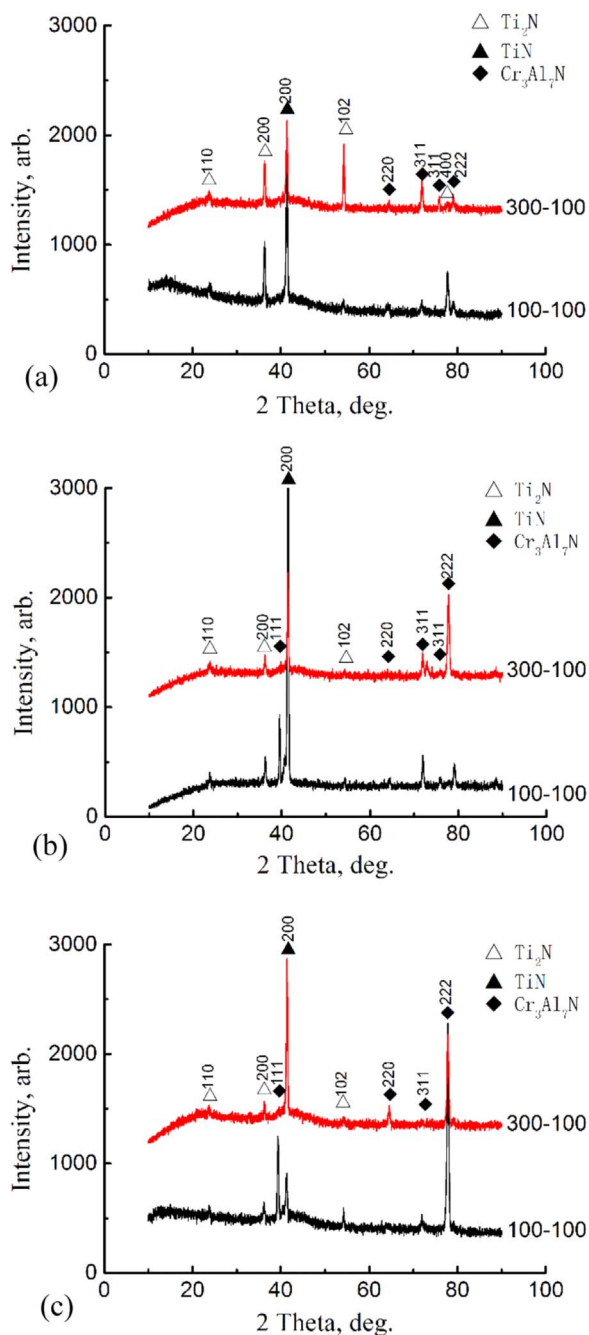 △ Ti₂N
▲ TiN
◆ Cr₃Al₇N
3000
2000
1000
0
Intensity, arb.
110
200
200
102
220
311
311
400
222
300-100
100-100
0 20 40 60 80 100
2 Theta, deg.
(a)
△ Ti₂N
▲ TiN
◆ Cr₃Al₇N
3000
2000
1000
0
Intensity, arb.
110
200
111
200
102
220
311
311
222
300-100
100-100
0 20 40 60 80 100
2 Theta, deg.
(b)
△ Ti₂N
▲ TiN
◆ Cr₃Al₇N
3000
2000
1000
0
Intensity, arb.
110
200
111
200
102
220
311
222
300-100
100-100
0 20 40 60 80 100
2 Theta, deg.
(c)